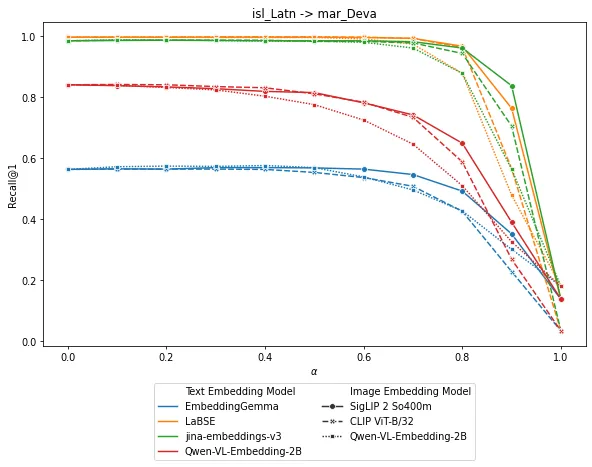 isl_Latn -> mar_Deva
Recall@1
1.0
0.8
0.6
0.4
0.2
0.0
0.0 0.2 0.4 0.6 0.8 1.0
α
Text Embedding Model Image Embedding Model
EmbeddingGemma SigLIP 2 So400m
LaBSE CLIP ViT-B/32
jina-embeddings-v3 Qwen-VL-Embedding-2B
Qwen-VL-Embedding-2B